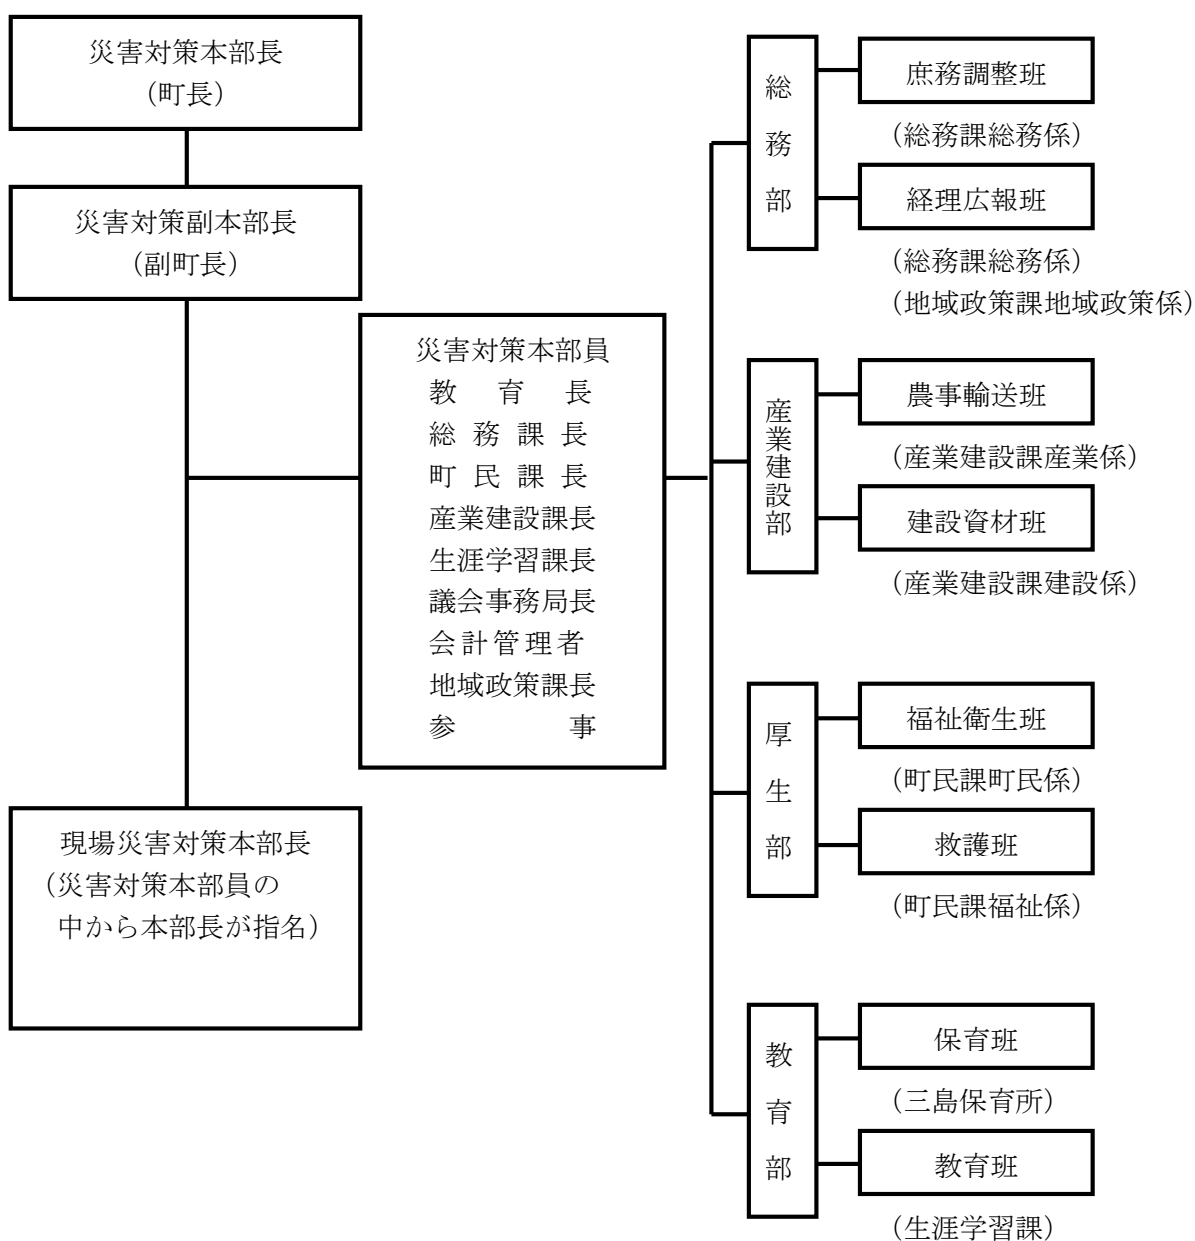 災害対策本部長
（町長）
災害対策副本部長
（副町長）
災害対策本部員
教育長
総務課長
町民課長
産業建設課長
生涯学習課長
議会事務局長
会計管理者
地域政策課長
参事
現場災害対策本部長
（災害対策本部員の
中から本部長が指名）
総務部
庶務調整班
（総務課総務係）
経理広報班
（総務課総務係）
（地域政策課地域政策係）
産業建設部
農事輸送班
（産業建設課産業係）
建設資材班
（産業建設課建設係）
厚生部
福祉衛生班
（町民課町民係）
救護班
（町民課福祉係）
教育部
保育班
（三島保育所）
教育班
（生涯学習課）